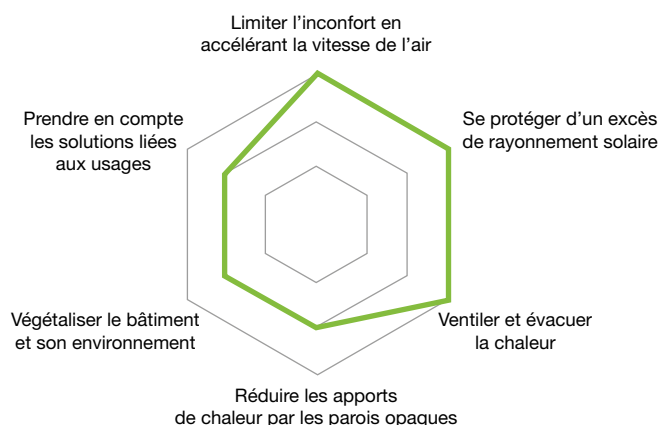 Limiter l’inconfort en
accélérant la vitesse de l’air
Prendre en compte
les solutions liées
aux usages
Se protéger d’un excès
de rayonnement solaire
Végétaliser le bâtiment
et son environnement
Ventiler et évacuer
la chaleur
Réduire les apports
de chaleur par les parois opaques